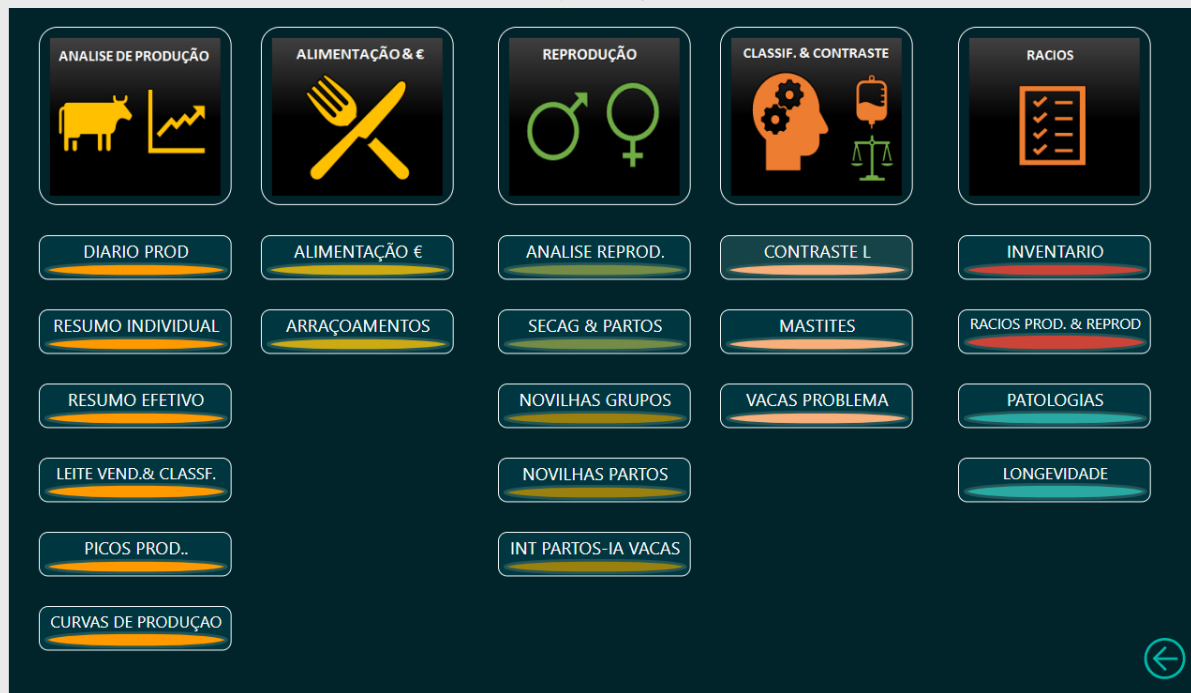 ANALISE DE PRODUÇÃO
ALIMENTAÇÃO & €
REPRODUÇÃO
CLASSIF. & CONTRASTE
RACIOS
DIARIO PROD
ALIMENTAÇÃO €
ANALISE REPROD.
CONTRASTE L
INVENTARIO
RESUMO INDIVIDUAL
ARRAÇOAMENTOS
SECAG & PARTOS
MASTITES
RACIOS PROD. & REPROD
RESUMO EFETIVO
NOVILHAS GRUPOS
VACAS PROBLEMA
PATOLOGIAS
LEITE VEND.& CLASSF.
NOVILHAS PARTOS
LONGEVIDADE
PICOS PROD..
INT PARTOS-IA VACAS
CURVAS DE PRODUÇAO